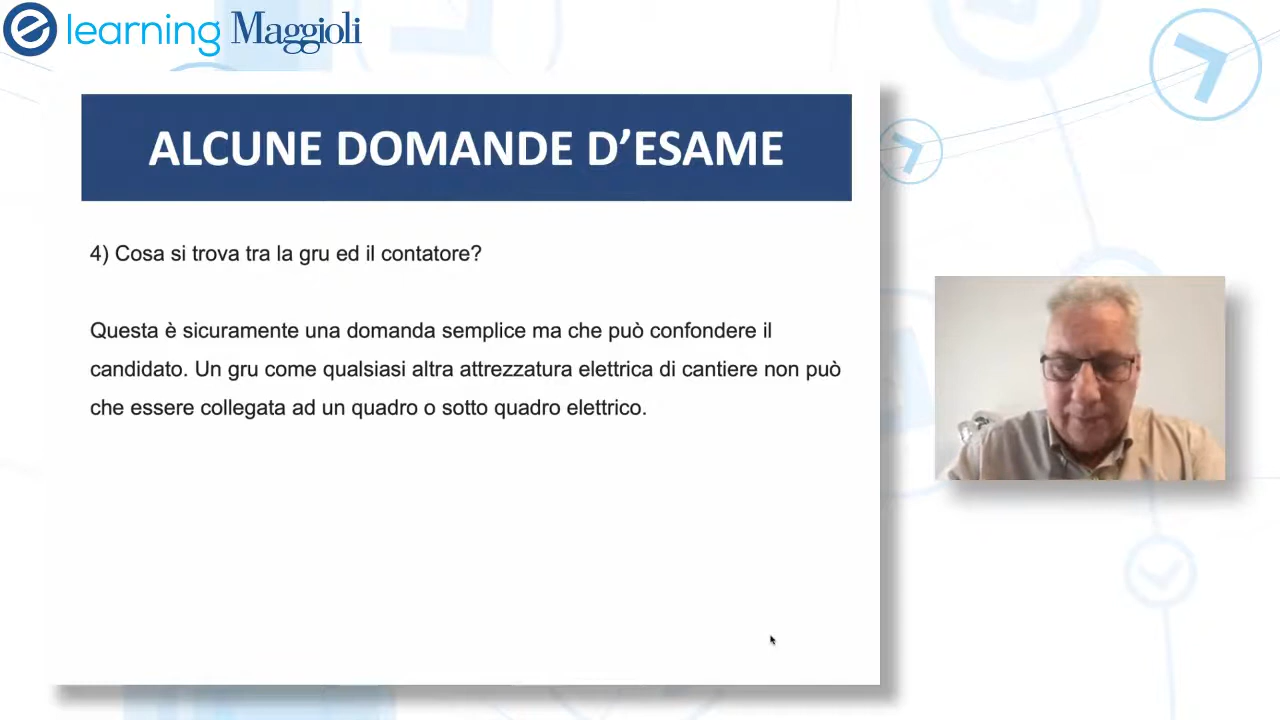 e learning Maggioli
ALCUNE DOMANDE D'ESAME
4) Cosa si trova tra la gru ed il contatore?
Questa è sicuramente una domanda semplice ma che può confondere il
candidato. Un gru come qualsiasi altra attrezzatura elettrica di cantiere non può
che essere collegata ad un quadro o sotto quadro elettrico.